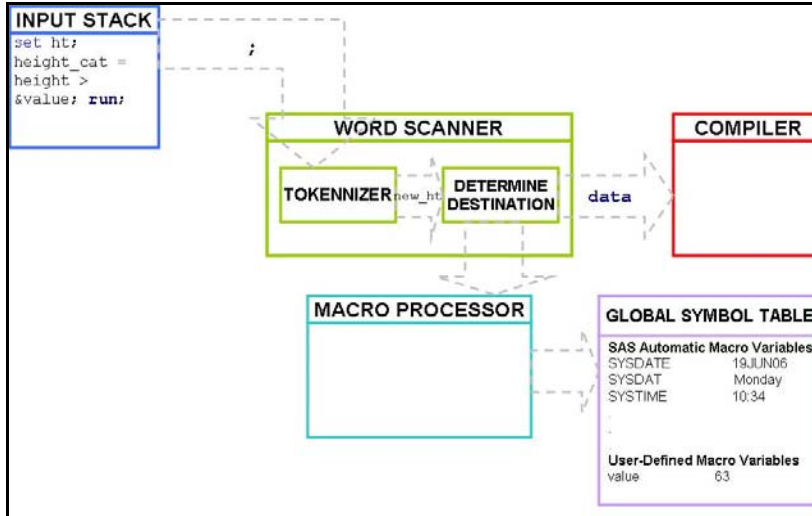 INPUT STACK
set ht;
height_cat =
height >
&value; run;
;
WORD SCANNER
TOKENNIZER
new_ht
DETERMINE
DESTINATION
data
COMPILER
MACRO PROCESSOR
GLOBAL SYMBOL TABLE
SAS Automatic Macro Variables
SYSDATE 19JUN06
SYSDAT Monday
SYSTIME 10:34
.
.
User-Defined Macro Variables
value 63